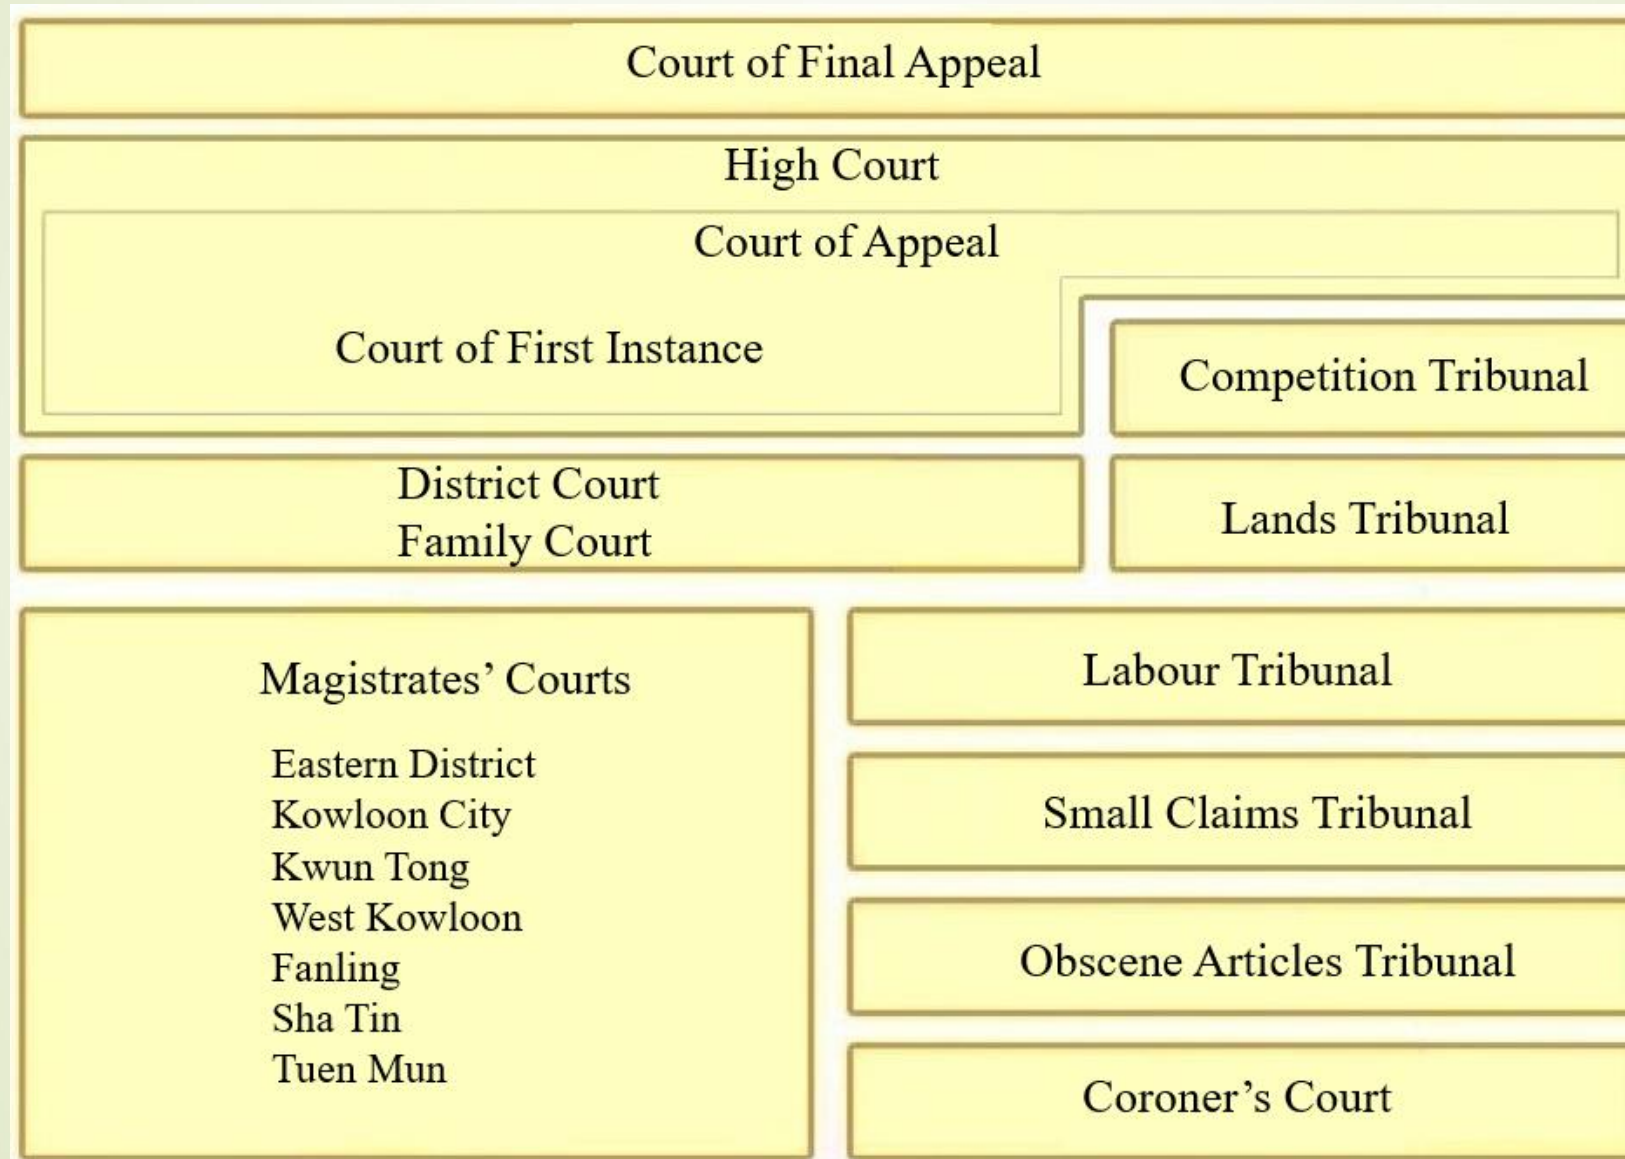 Court of Final Appeal
High Court
Court of Appeal
Court of First Instance
Competition Tribunal
District Court
Family Court
Lands Tribunal
Magistrates’ Courts
Eastern District
Kowloon City
Kwun Tong
West Kowloon
Fanling
Sha Tin
Tuen Mun
Labour Tribunal
Small Claims Tribunal
Obscene Articles Tribunal
Coroner’s Court